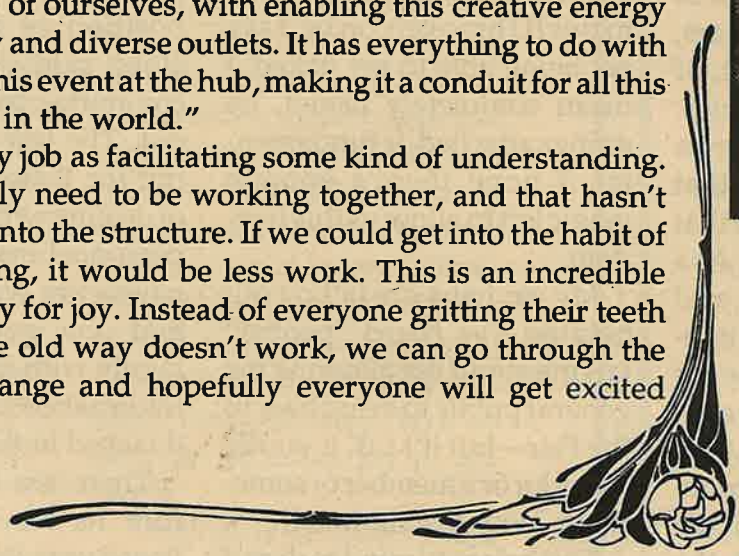 of ourselves, with enabling this creative energy
and diverse outlets. It has everything to do with
his event at the hub, making it a conduit for all this
in the world."
y job as facilitating some kind of understanding.
ly need to be working together, and that hasn't
nto the structure. If we could get into the habit of
ng, it would be less work. This is an incredible
y for joy. Instead of everyone gritting their teeth
e old way doesn't work, we can go through the
ange and hopefully everyone will get excited